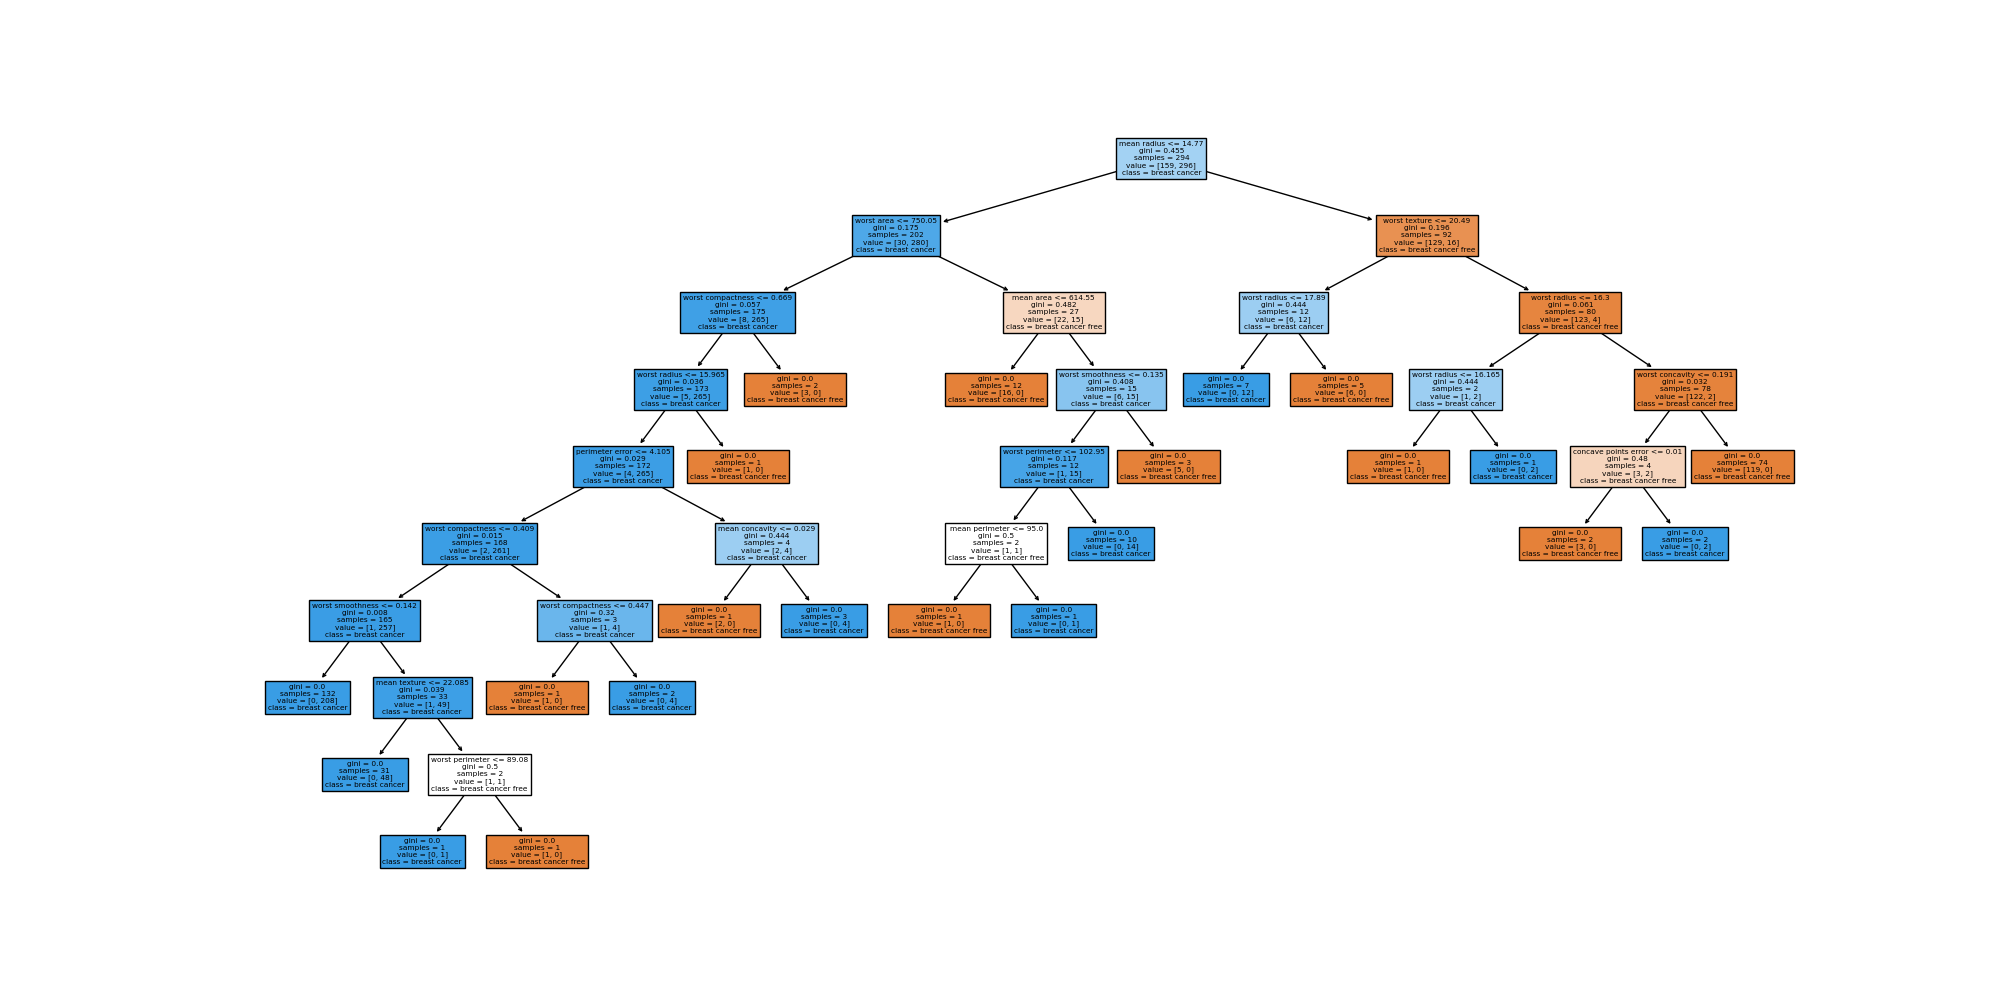 mean radius <= 14.77
gini = 0.455
samples = 294
value = [159, 296]
class = breast cancer
worst area <= 750.05
gini = 0.175
samples = 202
value = [30, 280]
class = breast cancer
worst texture <= 20.49
gini = 0.196
samples = 92
value = [129, 16]
class = breast cancer free
worst compactness <= 0.669
gini = 0.057
samples = 175
value = [8, 265]
class = breast cancer
mean area <= 614.55
gini = 0.482
samples = 27
value = [22, 15]
class = breast cancer free
worst radius <= 17.89
gini = 0.444
samples = 12
value = [6, 12]
class = breast cancer
worst radius <= 16.3
gini = 0.061
samples = 80
value = [123, 4]
class = breast cancer free
worst radius <= 15.965
gini = 0.036
samples = 173
value = [5, 265]
class = breast cancer
gini = 0.0
samples = 2
value = [3, 0]
class = breast cancer free
gini = 0.0
samples = 12
value = [16, 0]
class = breast cancer free
worst smoothness <= 0.135
gini = 0.408
samples = 15
value = [6, 15]
class = breast cancer
gini = 0.0
samples = 7
value = [0, 12]
class = breast cancer
gini = 0.0
samples = 5
value = [6, 0]
class = breast cancer free
worst radius <= 16.165
gini = 0.444
samples = 2
value = [1, 2]
class = breast cancer
worst concavity <= 0.191
gini = 0.032
samples = 78
value = [122, 2]
class = breast cancer free
perimeter error <= 4.105
gini = 0.029
samples = 172
value = [4, 265]
class = breast cancer
gini = 0.0
samples = 1
value = [1, 0]
class = breast cancer free
worst perimeter <= 102.95
gini = 0.117
samples = 12
value = [1, 15]
class = breast cancer
gini = 0.0
samples = 3
value = [5, 0]
class = breast cancer free
gini = 0.0
samples = 1
value = [1, 0]
class = breast cancer free
gini = 0.0
samples = 1
value = [0, 2]
class = breast cancer
concave points error <= 0.01
gini = 0.48
samples = 4
value = [3, 2]
class = breast cancer free
gini = 0.0
samples = 74
value = [119, 0]
class = breast cancer free
worst compactness <= 0.409
gini = 0.015
samples = 168
value = [2, 261]
class = breast cancer
mean concavity <= 0.029
gini = 0.444
samples = 4
value = [2, 4]
class = breast cancer
mean perimeter <= 95.0
gini = 0.5
samples = 2
value = [1, 1]
class = breast cancer free
gini = 0.0
samples = 10
value = [0, 14]
class = breast cancer
gini = 0.0
samples = 2
value = [3, 0]
class = breast cancer free
gini = 0.0
samples = 2
value = [0, 2]
class = breast cancer
worst smoothness <= 0.142
gini = 0.008
samples = 165
value = [1, 257]
class = breast cancer
worst compactness <= 0.447
gini = 0.32
samples = 3
value = [1, 4]
class = breast cancer
gini = 0.0
samples = 1
value = [2, 0]
class = breast cancer free
gini = 0.0
samples = 3
value = [0, 4]
class = breast cancer
gini = 0.0
samples = 1
value = [1, 0]
class = breast cancer free
gini = 0.0
samples = 1
value = [0, 1]
class = breast cancer
gini = 0.0
samples = 132
value = [0, 208]
class = breast cancer
mean texture <= 22.085
gini = 0.039
samples = 33
value = [1, 49]
class = breast cancer
gini = 0.0
samples = 1
value = [1, 0]
class = breast cancer free
gini = 0.0
samples = 2
value = [0, 4]
class = breast cancer
gini = 0.0
samples = 31
value = [0, 48]
class = breast cancer
worst perimeter <= 89.08
gini = 0.5
samples = 2
value = [1, 1]
class = breast cancer free
gini = 0.0
samples = 1
value = [0, 1]
class = breast cancer
gini = 0.0
samples = 1
value = [1, 0]
class = breast cancer free